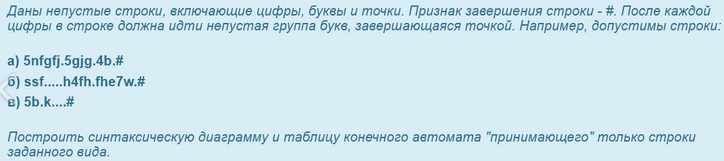 Даны непустые строки, включающие цифры, буквы и точки. Признак завершения строки - #. После каждой
цифры в строке должна идти непустая группа букв, завершающаяся точкой. Например, допустимы строки:
а) 5nfgfj.5gjg.4b.#
б) ssf.....h4fh.fhe7w.#
в) 5b.k....#
Построить синтаксическую диаграмму и таблицу конечного автомата "принимающего" только строки
заданного вида.